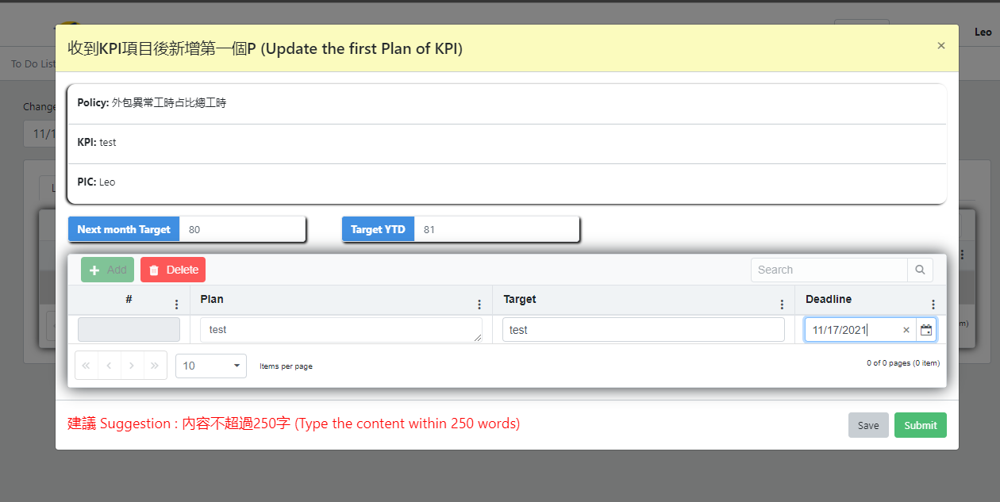 Leo
To Do List
Change
11/1
L
收到KPI項目後新增第一個P (Update the first Plan of KPI)
×
Policy: 外包異常工時占比總工時
KPI: test
PIC: Leo
Next month Target 80 Target YTD 81
Add Delete Search
# Plan Target Deadline
test test 11/17/2021 ×
10 Items per page 0 of 0 pages (0 item)
m)
建議 Suggestion : 內容不超過250字 (Type the content within 250 words)
Save Submit